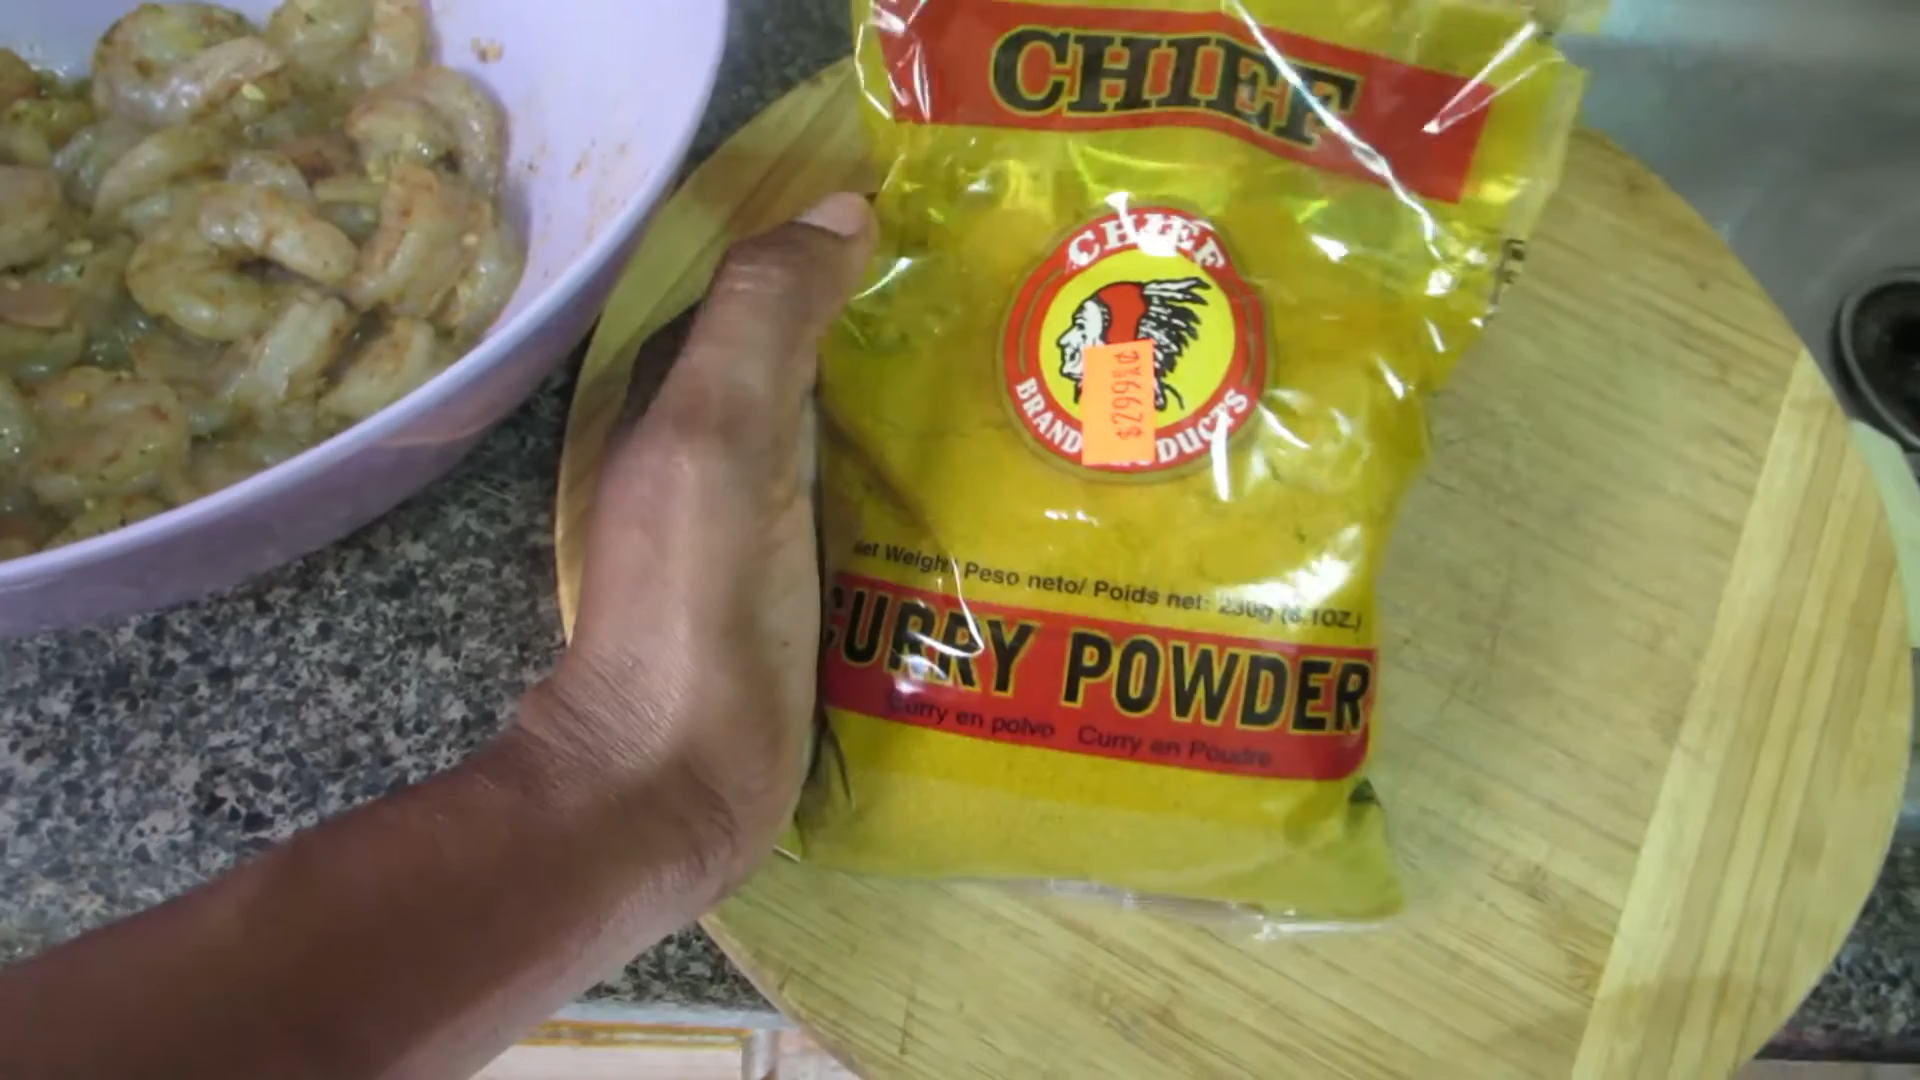 CHIEF
CHIEF
BRAND
$2.99
Net Weight/ Peso neto/ Poids net: 230g (8.1OZ.)
CURRY POWDER
Curry en polvo Curry en Poudre